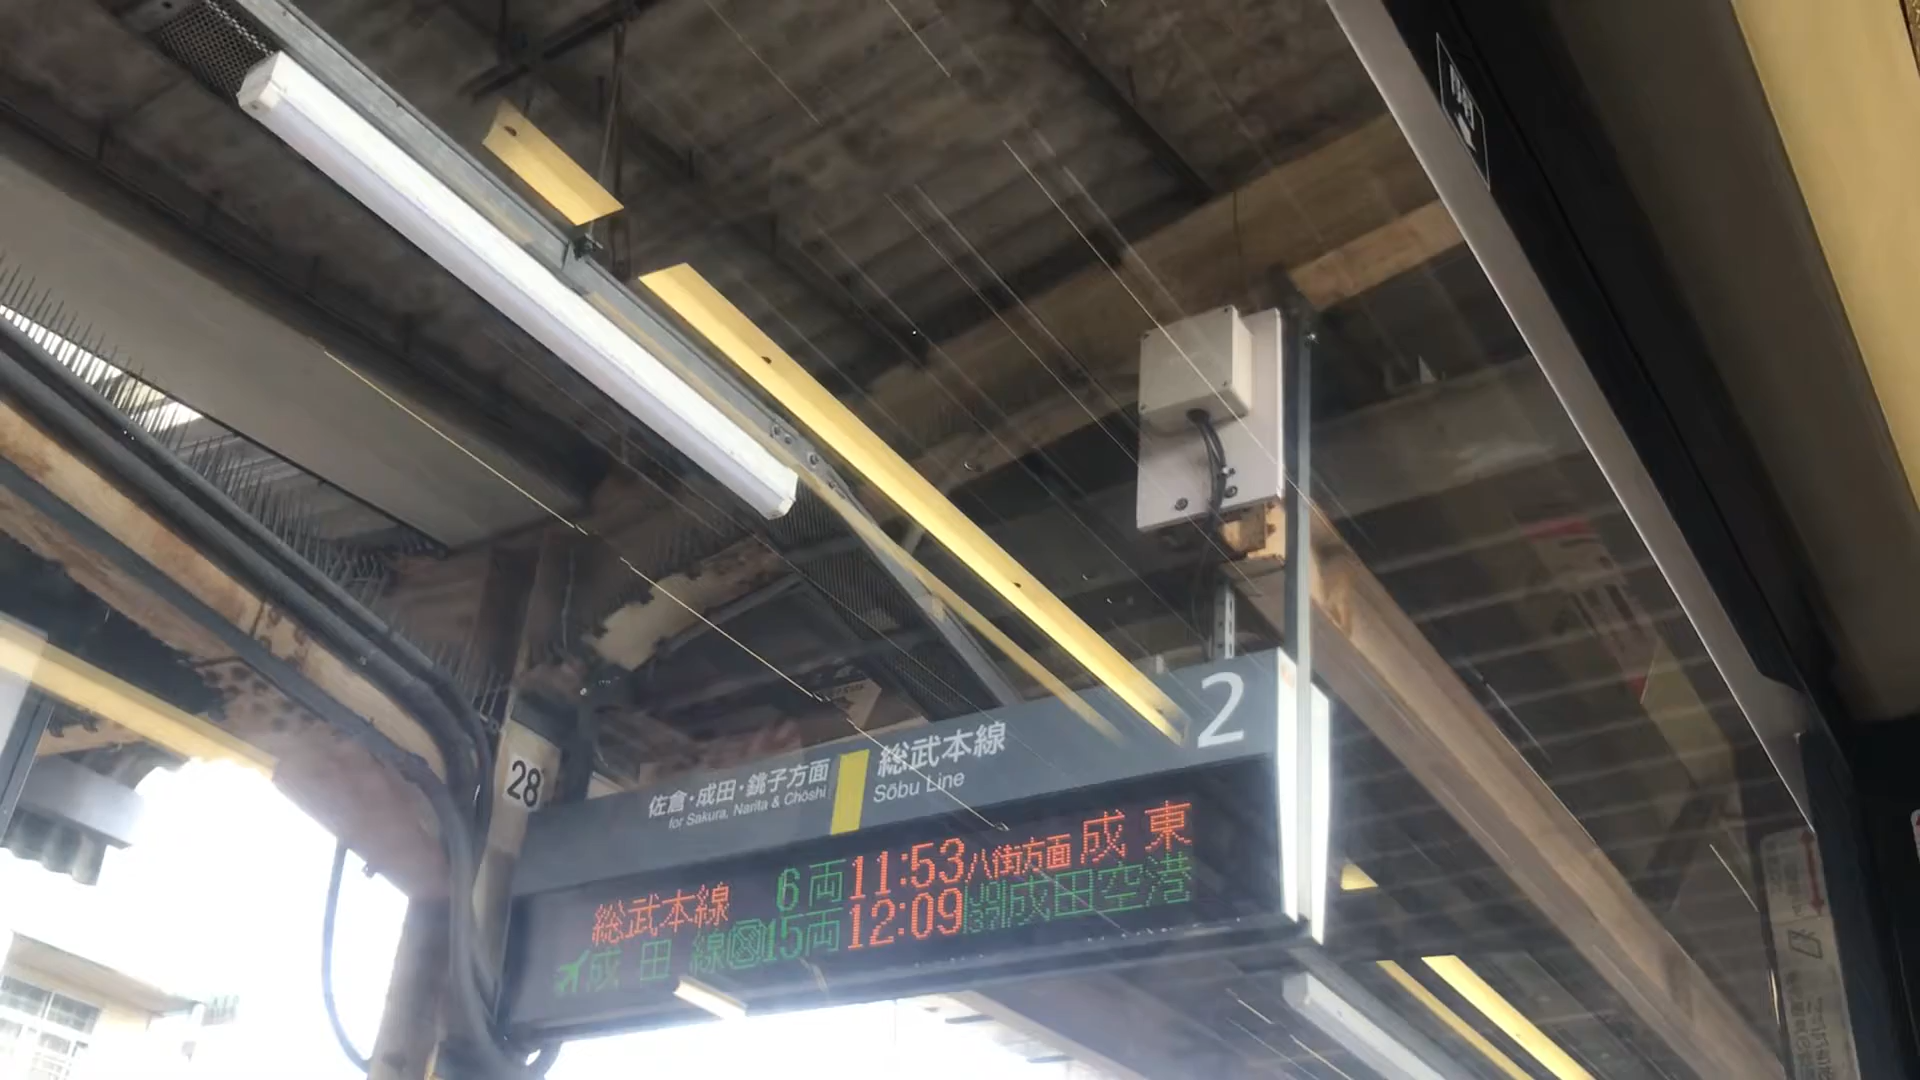 2
佐倉・成田・銚子方面 総武本線
for Sakura, Narita & Chōshi Sōbu Line
28
総武本線 6両 11:53 八街方面 成東
成田線 15両 12:09 成田空港